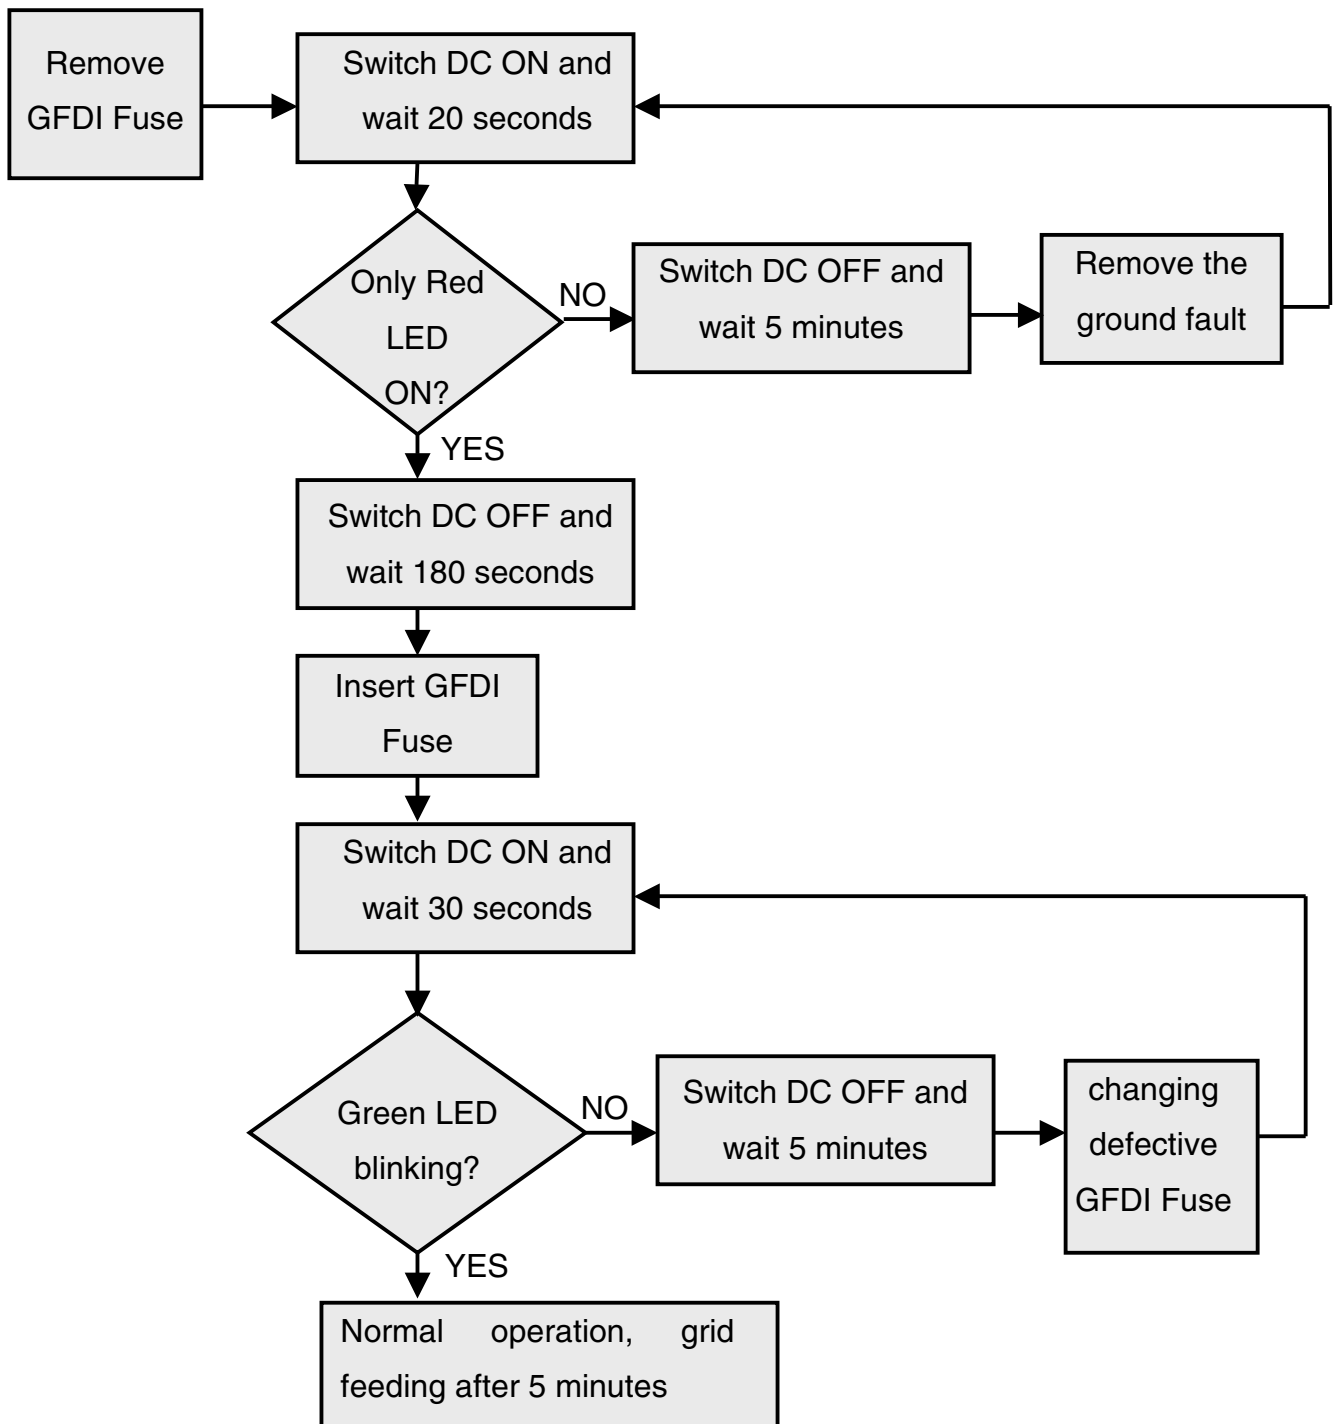 Remove
GFDI Fuse
Switch DC ON and
wait 20 seconds
Only Red
LED
ON?
NO
Switch DC OFF and
wait 5 minutes
Remove the
ground fault
YES
Switch DC OFF and
wait 180 seconds
Insert GFDI
Fuse
Switch DC ON and
wait 30 seconds
Green LED
blinking?
NO
Switch DC OFF and
wait 5 minutes
changing
defective
GFDI Fuse
YES
Normal operation, grid
feeding after 5 minutes